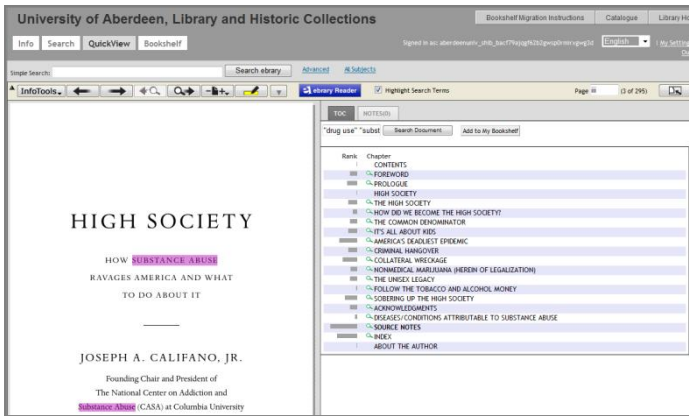 University of Aberdeen, Library and Historic Collections
Bookshelf Migration Instructions Catalogue Library
Info Search QuickView Bookshelf
Signed in as: English
Simple Search: Search ebrary Advanced All Subjects
InfoTools ebrary Reader Highlight Search Terms Page iii (3 of 295)
TOC NOTES(0)
"drug use" "subst Search Document Add to My Bookshelf
Rank Chapter
CONTENTS
FOREWORD
PROLOGUE
HIGH SOCIETY
THE HIGH SOCIETY
HOW DID WE BECOME THE HIGH SOCIETY?
THE COMMON DENOMINATOR
IT'S ALL ABOUT KIDS
AMERICA'S DEADLIEST EPIDEMIC
CRIMINAL HANGOVER
COLLATERAL WRECKAGE
NONMEDICAL MARIJUANA (HERDIN OF LEGALIZATION)
THE UNISEX LEGACY
FOLLOW THE TOBACCO AND ALCOHOL MONEY
SOBERING UP THE HIGH SOCIETY
ACKNOWLEDGMENTS
DISEASES/CONDITIONS ATTRIBUTABLE TO SUBSTANCE ABUSE
SOURCE NOTES
INDEX
ABOUT THE AUTHOR
HIGH SOCIETY
HOW SUBSTANCE ABUSE
RAVAGES AMERICA AND WHAT
TO DO ABOUT IT
JOSEPH A. CALIFANO, JR.
Founding Chair and President of
The National Center on Addiction and
Substance Abuse (CASA) at Columbia University